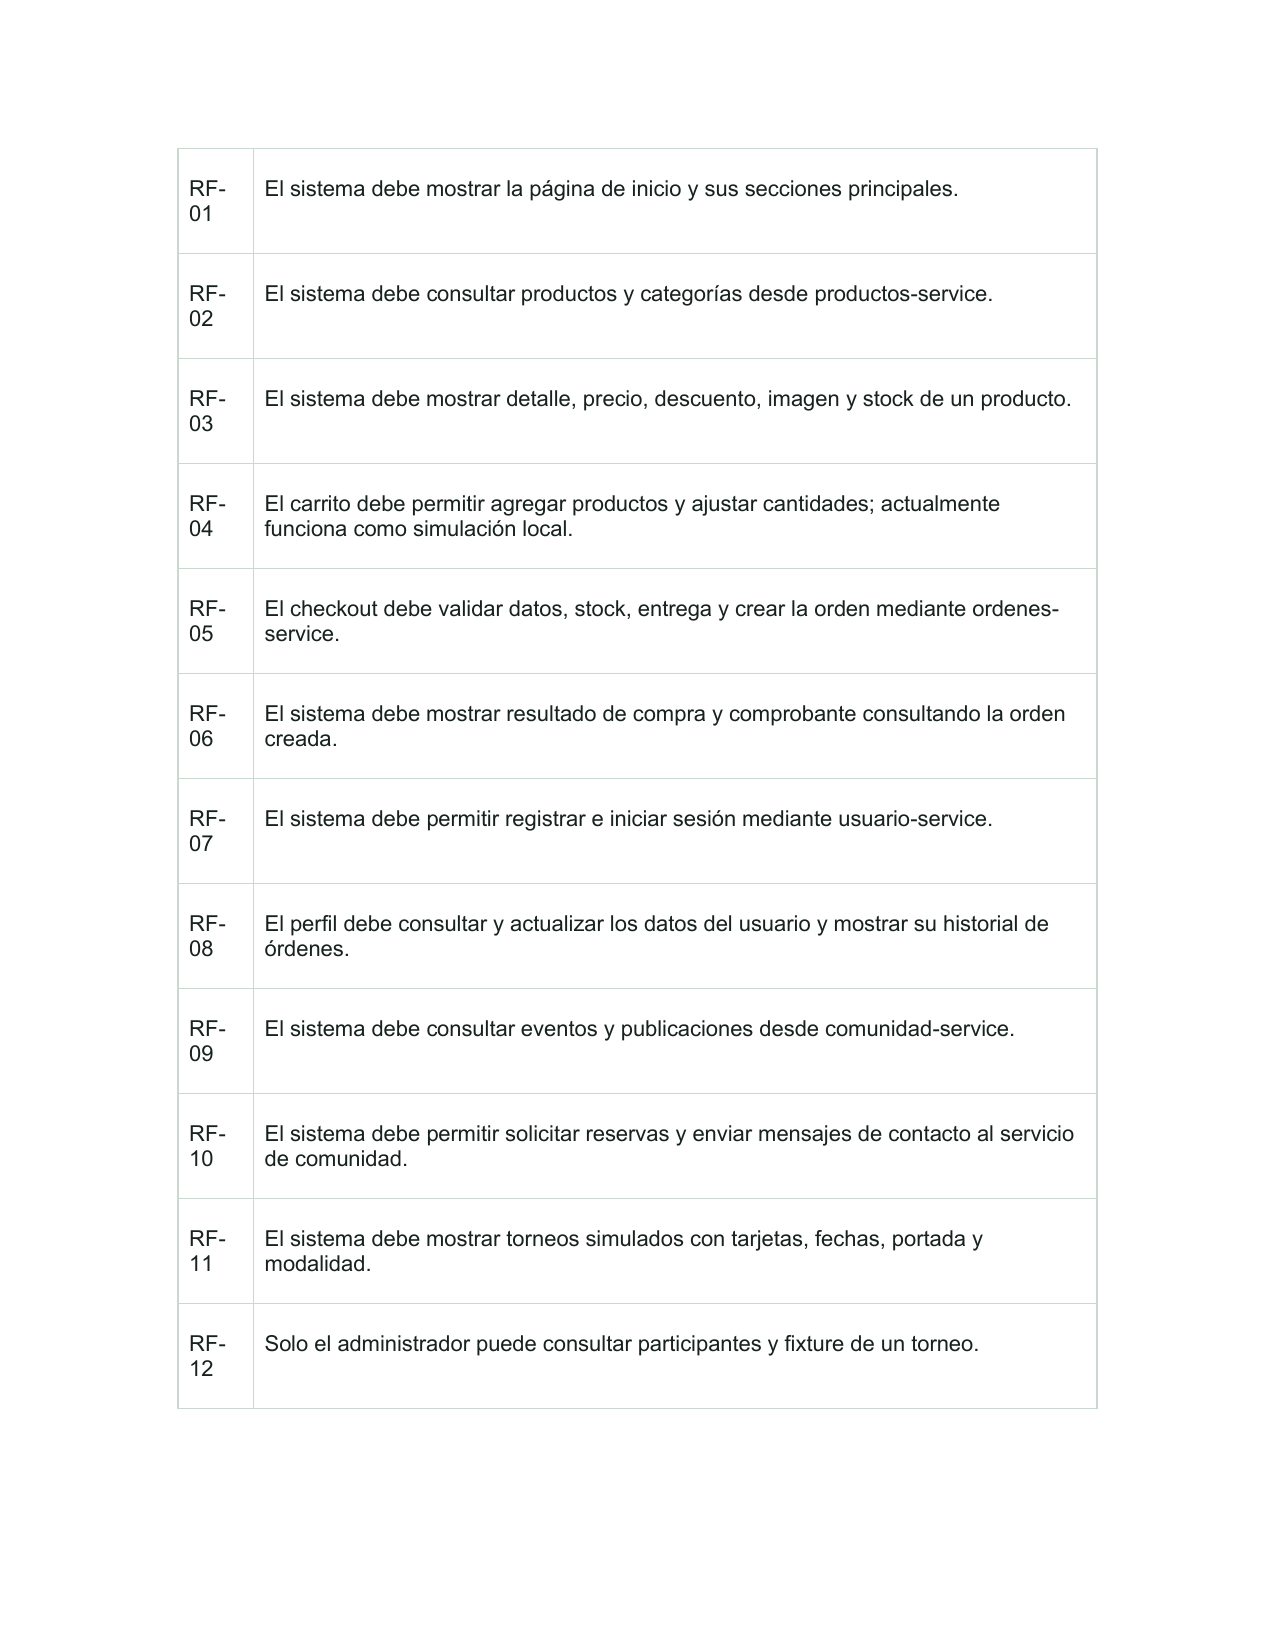 RF-
01
El sistema debe mostrar la página de inicio y sus secciones principales.
RF-
02
El sistema debe consultar productos y categorías desde productos-service.
RF-
03
El sistema debe mostrar detalle, precio, descuento, imagen y stock de un producto.
RF-
04
El carrito debe permitir agregar productos y ajustar cantidades; actualmente
funciona como simulación local.
RF-
05
El checkout debe validar datos, stock, entrega y crear la orden mediante ordenes-
service.
RF-
06
El sistema debe mostrar resultado de compra y comprobante consultando la orden
creada.
RF-
07
El sistema debe permitir registrar e iniciar sesión mediante usuario-service.
RF-
08
El perfil debe consultar y actualizar los datos del usuario y mostrar su historial de
órdenes.
RF-
09
El sistema debe consultar eventos y publicaciones desde comunidad-service.
RF-
10
El sistema debe permitir solicitar reservas y enviar mensajes de contacto al servicio
de comunidad.
RF-
11
El sistema debe mostrar torneos simulados con tarjetas, fechas, portada y
modalidad.
RF-
12
Solo el administrador puede consultar participantes y fixture de un torneo.